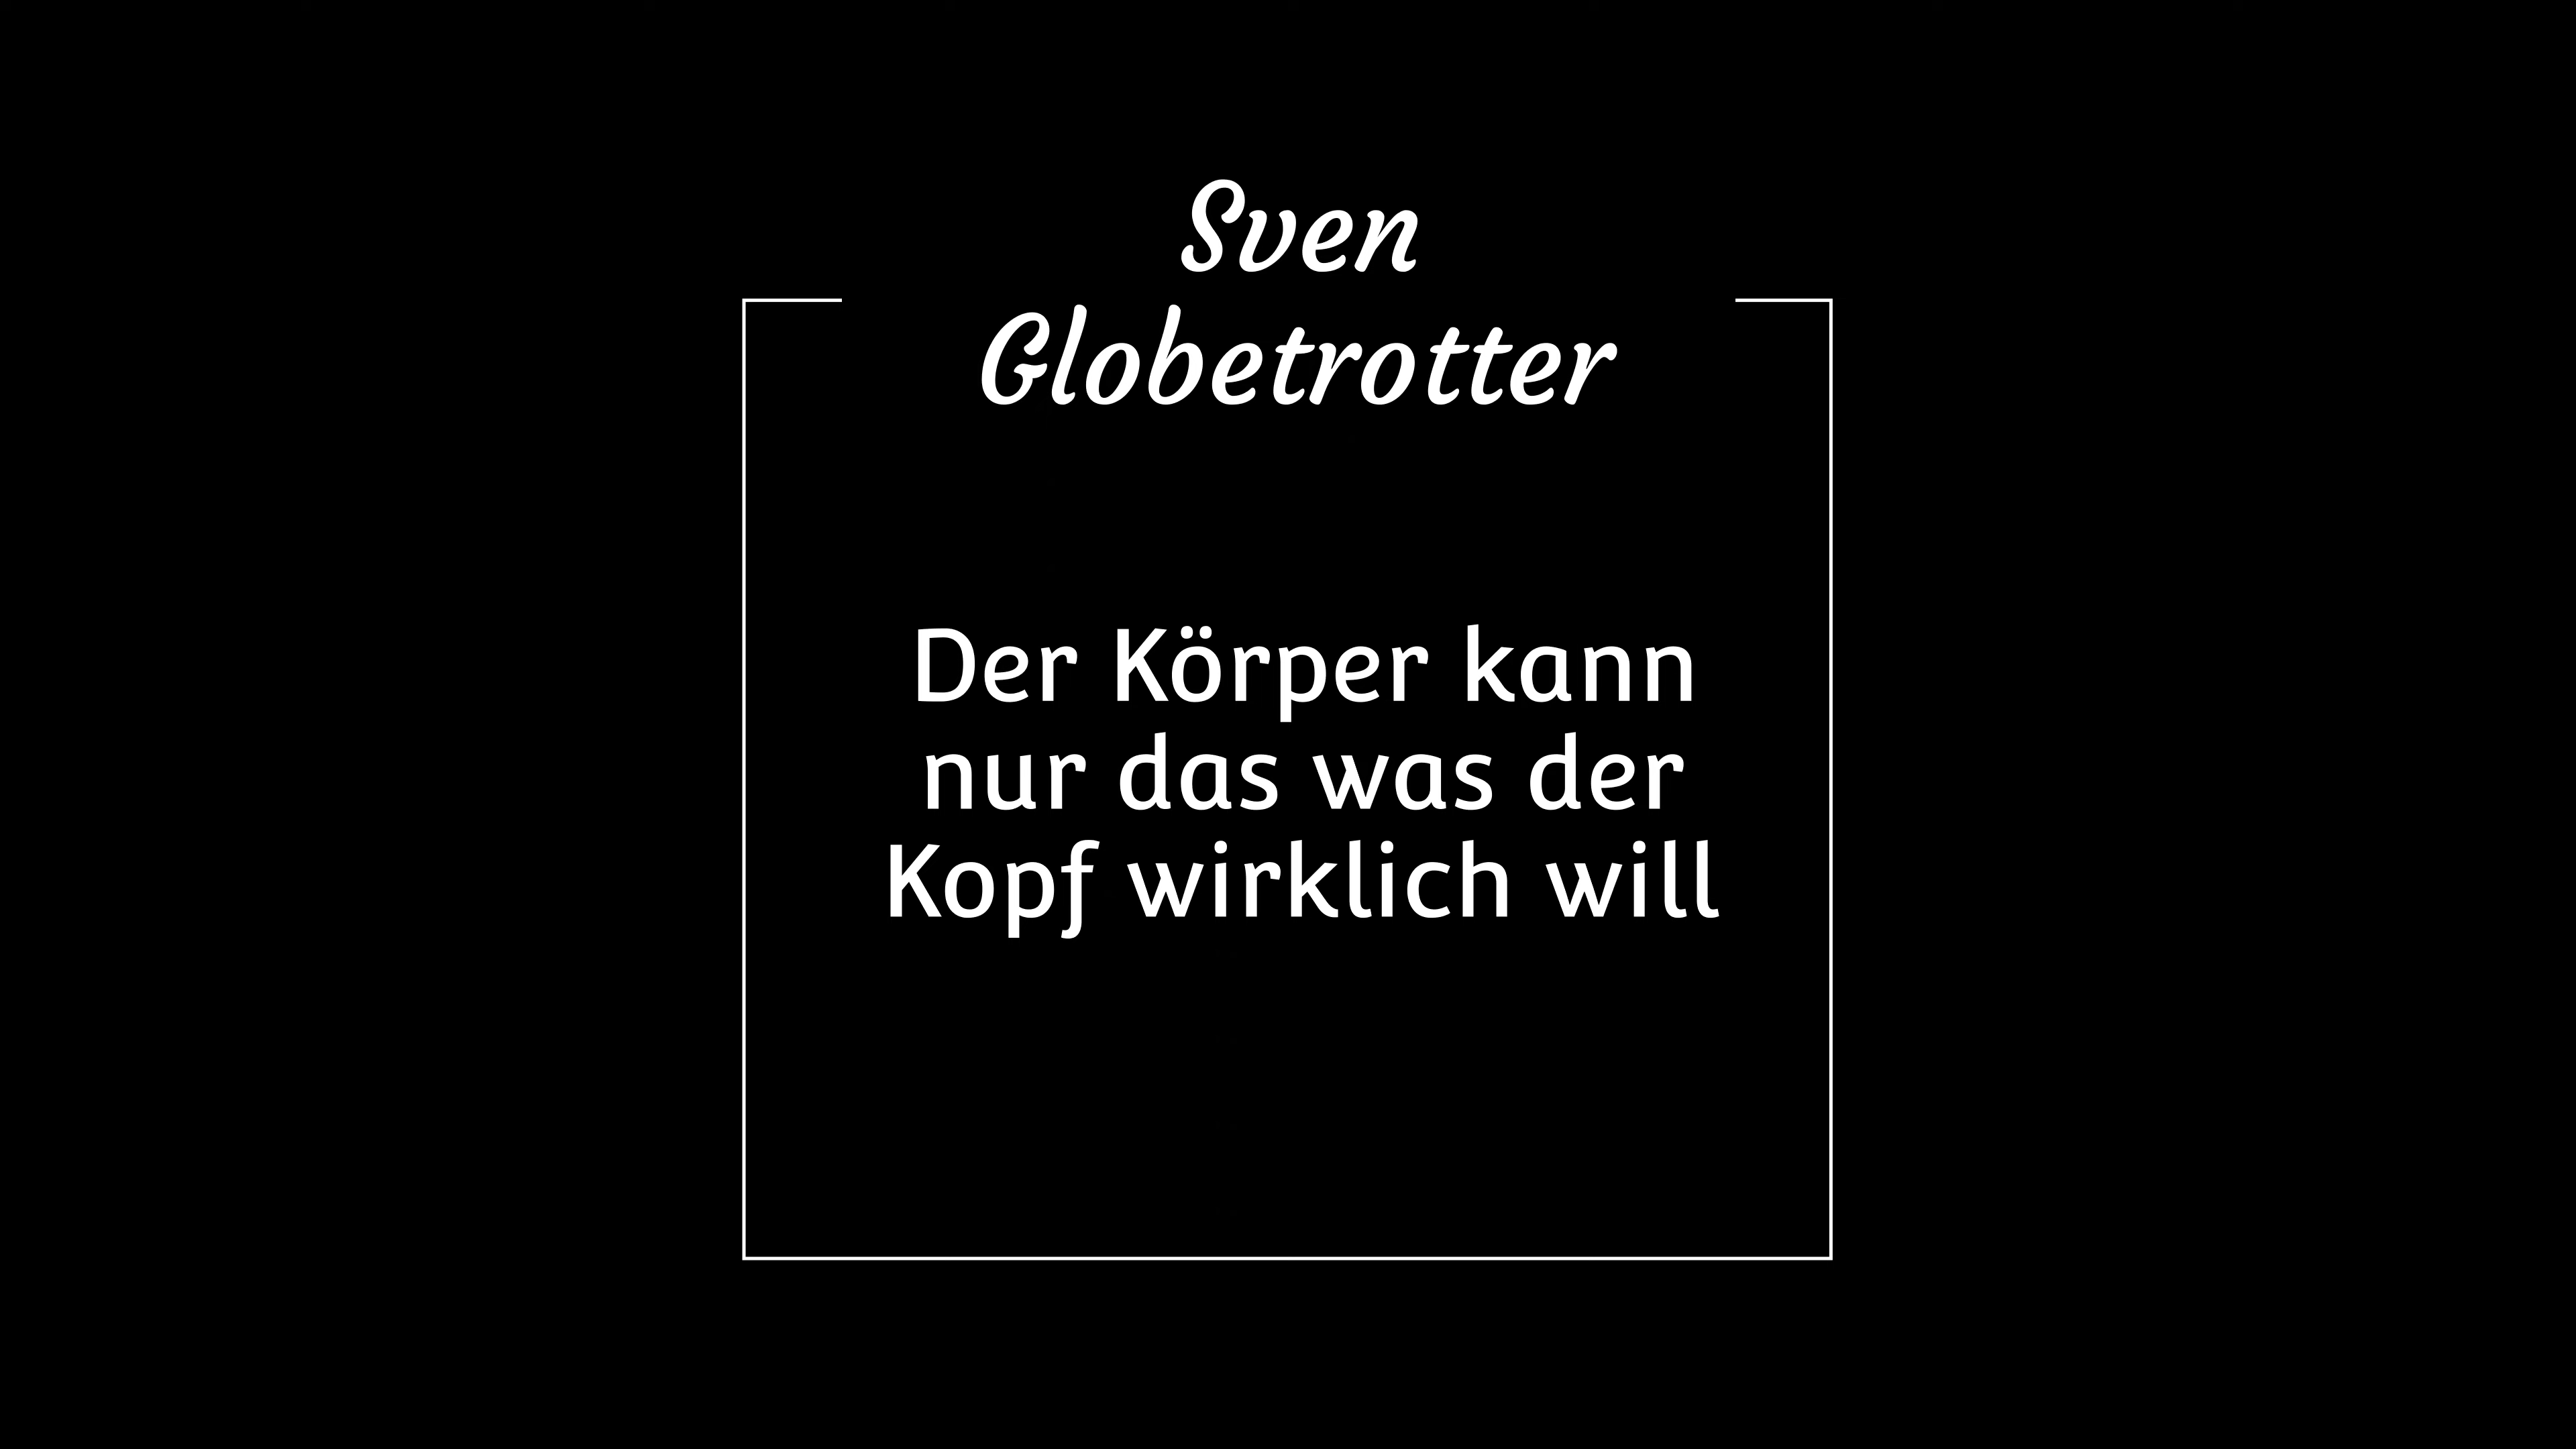 Sven
Globetrotter
Der Körper kann
nur das was der
Kopf wirklich will